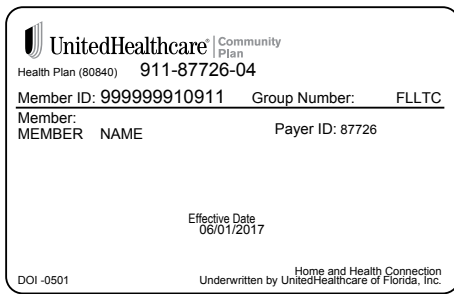 UnitedHealthcare® Community Plan
Health Plan (80840) 911-87726-04
Member ID: 999999910911 Group Number: FLLTC
Member:
MEMBER NAME Payer ID: 87726
Effective Date
06/01/2017
Home and Health Connection
DOI -0501 Underwritten by UnitedHealthcare of Florida, Inc.